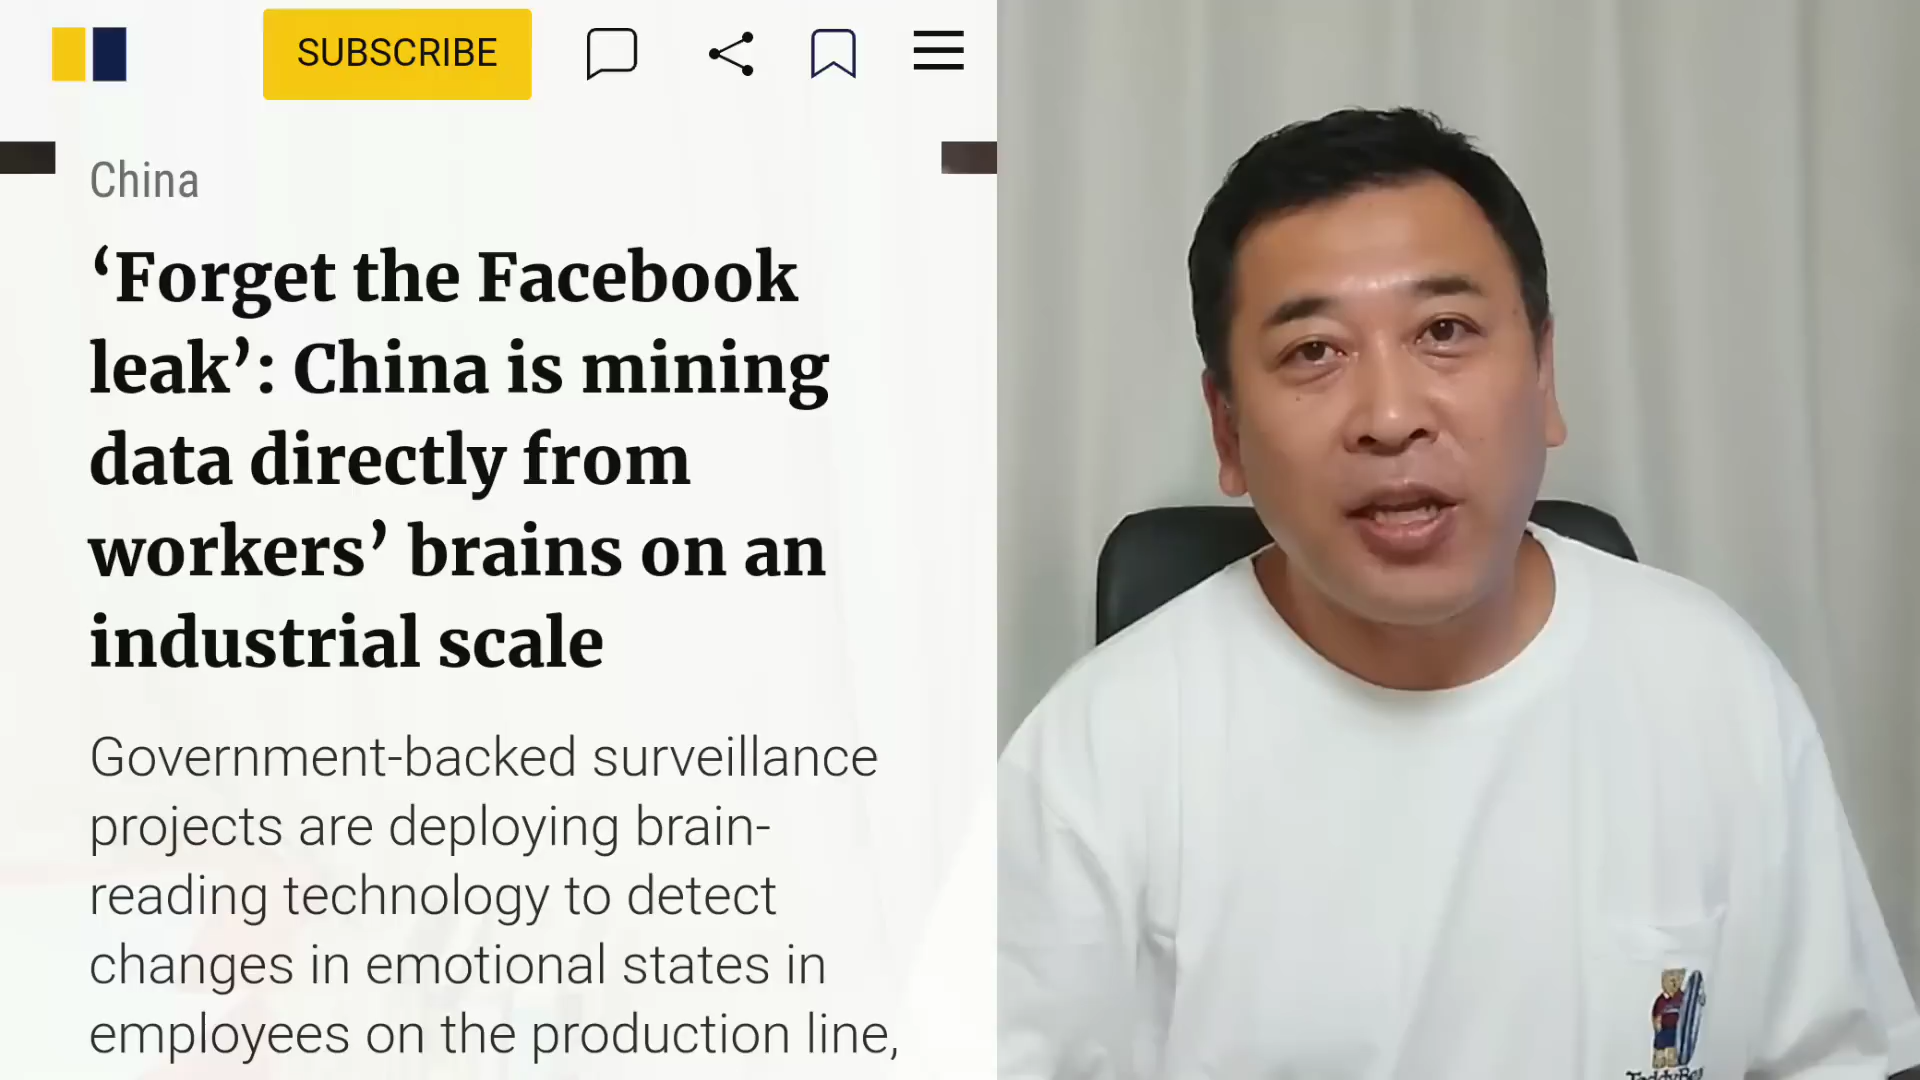 SUBSCRIBE
China
‘Forget the Facebook
leak’: China is mining
data directly from
workers’ brains on an
industrial scale
Government-backed surveillance
projects are deploying brain-
reading technology to detect
changes in emotional states in
employees on the production line,
TeddyBea